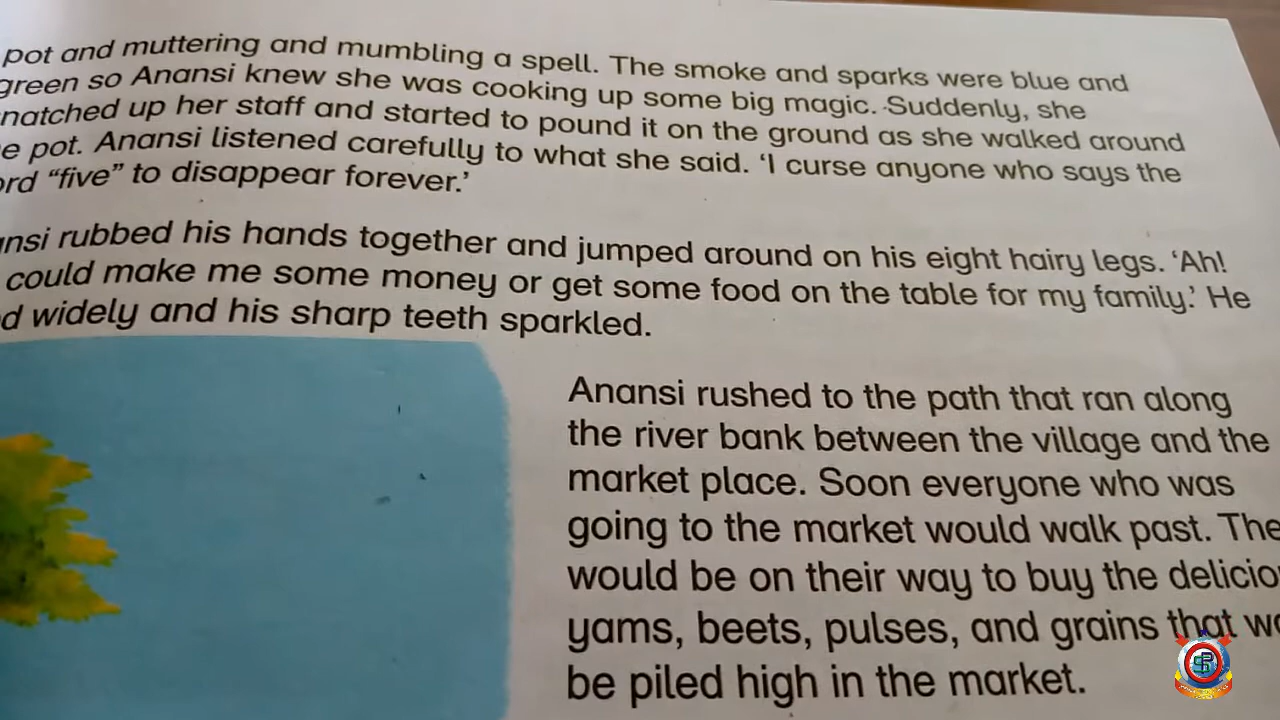 pot and muttering and mumbling a spell. The smoke and sparks were blue and
green so Anansi knew she was cooking up some big magic. Suddenly, she
natched up her staff and started to pound it on the ground as she walked around
e pot. Anansi listened carefully to what she said. ‘I curse anyone who says the
ord “five” to disappear forever.’
nsi rubbed his hands together and jumped around on his eight hairy legs. ‘Ah!
could make me some money or get some food on the table for my family.’ He
d widely and his sharp teeth sparkled.
Anansi rushed to the path that ran along
the river bank between the village and the
market place. Soon everyone who was
going to the market would walk past. The
would be on their way to buy the delicio
yams, beets, pulses, and grains that wo
be piled high in the market.